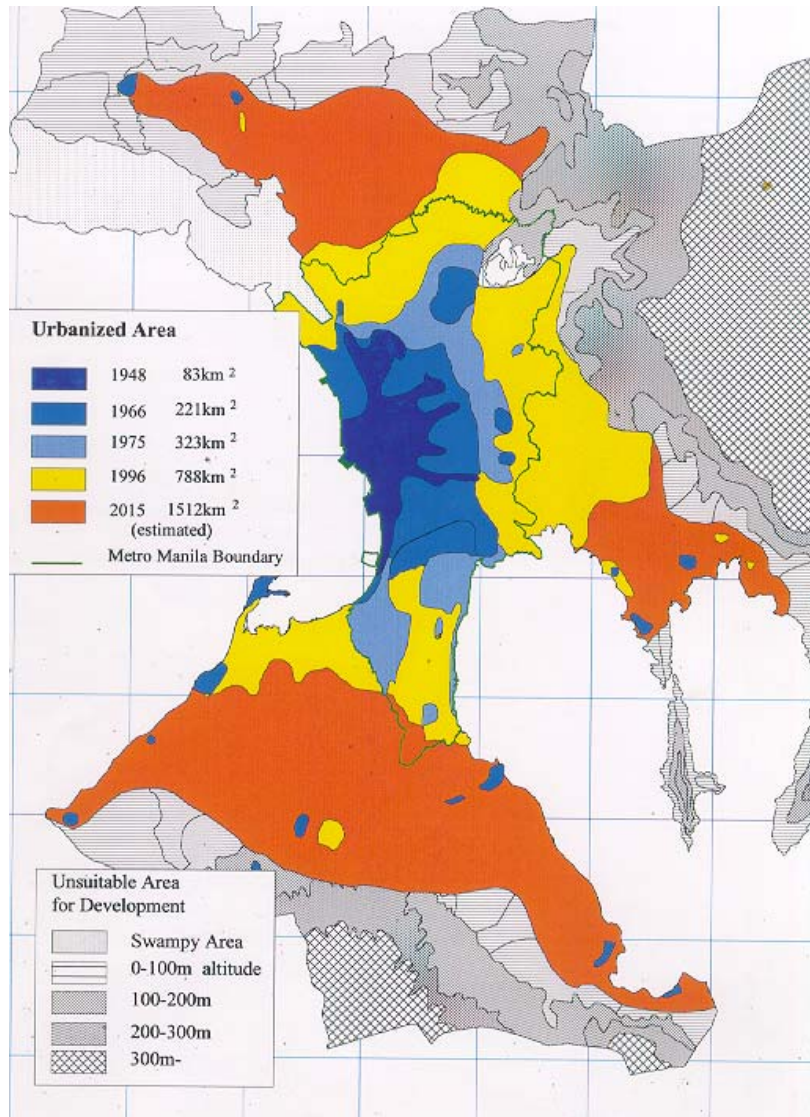 Urbanized Area
1948 83km 2
1966 221km 2
1975 323km 2
1996 788km 2
2015 1512km 2
(estimated)
Metro Manila Boundary
Unsuitable Area
for Development
Swampy Area
0-100m altitude
100-200m
200-300m
300m-